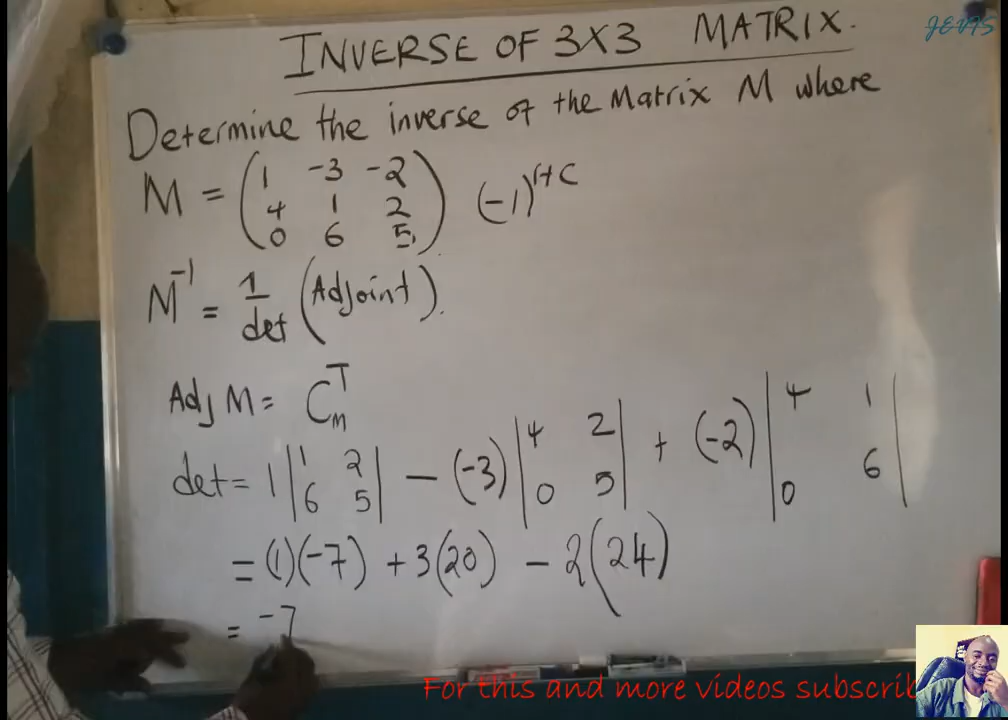 JEVIS
INVERSE OF 3X3 MATRIX.
Determine the inverse of the Matrix M where
M = ( 1 -3 -2 ) (-1)^r+C
4 1 2
0 6 5
M^-1 = 1/det (Adjoint).
Adj M = C_m^T
det = 1 | 1 2 | - (-3) | 4 2 | + (-2) | 4 1 |
6 5 0 5 0 6
= (1)(-7) + 3(20) - 2(24)
= -7
For this and more videos subscrib